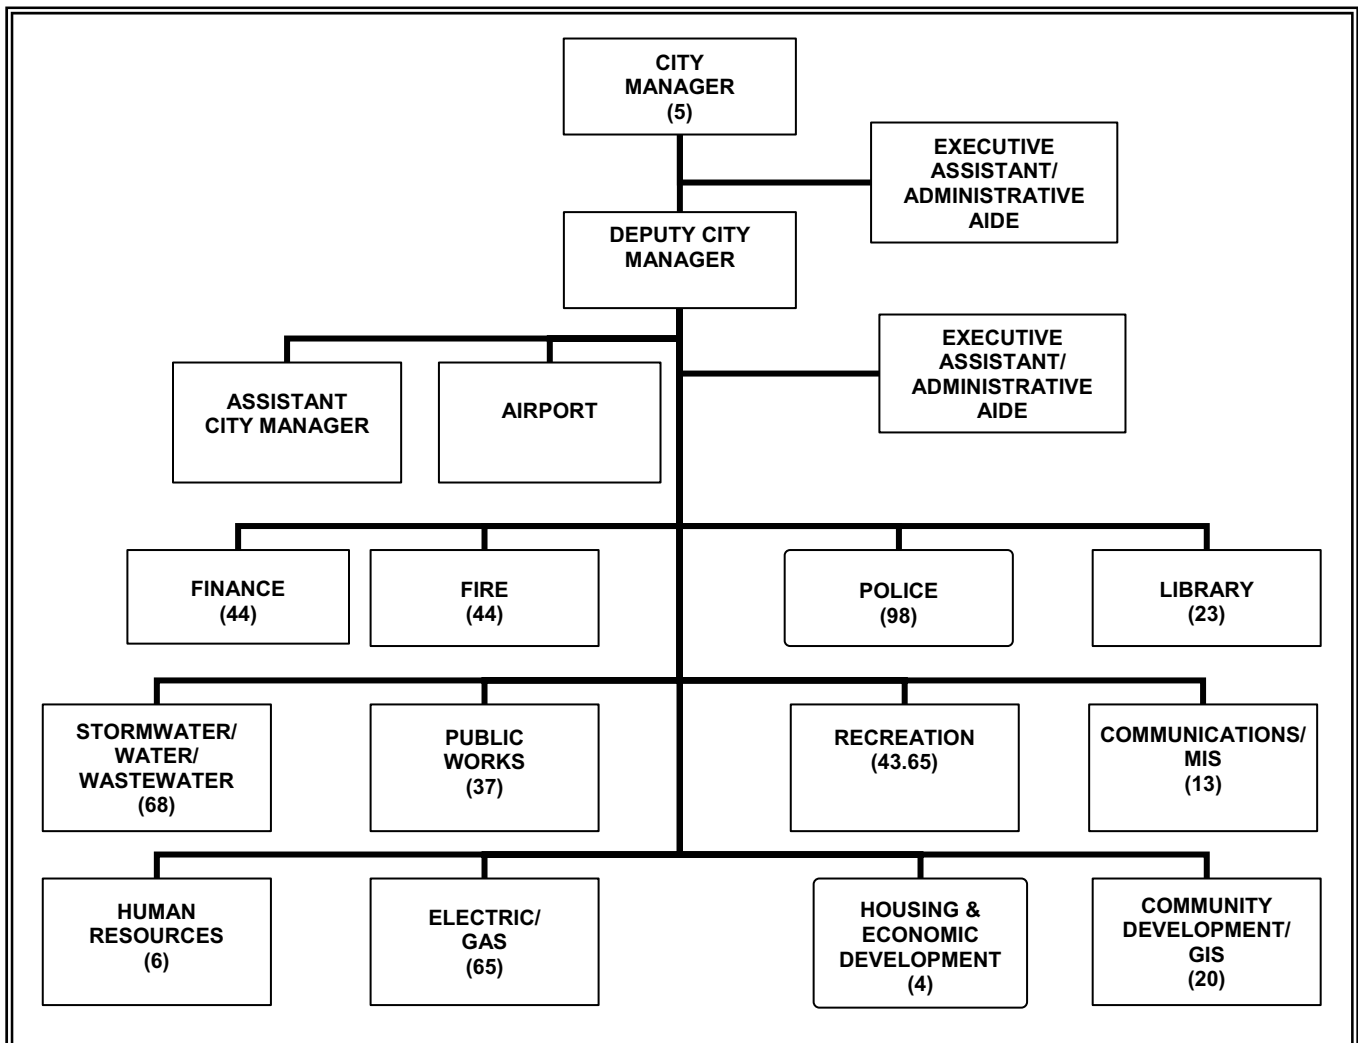 CITY
MANAGER
(5)
EXECUTIVE
ASSISTANT/
ADMINISTRATIVE
AIDE
DEPUTY CITY
MANAGER
EXECUTIVE
ASSISTANT/
ADMINISTRATIVE
AIDE
ASSISTANT
CITY MANAGER
AIRPORT
FINANCE
(44)
FIRE
(44)
POLICE
(98)
LIBRARY
(23)
STORMWATER/
WATER/
WASTEWATER
(68)
PUBLIC
WORKS
(37)
RECREATION
(43.65)
COMMUNICATIONS/
MIS
(13)
HUMAN
RESOURCES
(6)
ELECTRIC/
GAS
(65)
HOUSING &
ECONOMIC
DEVELOPMENT
(4)
COMMUNITY
DEVELOPMENT/
GIS
(20)